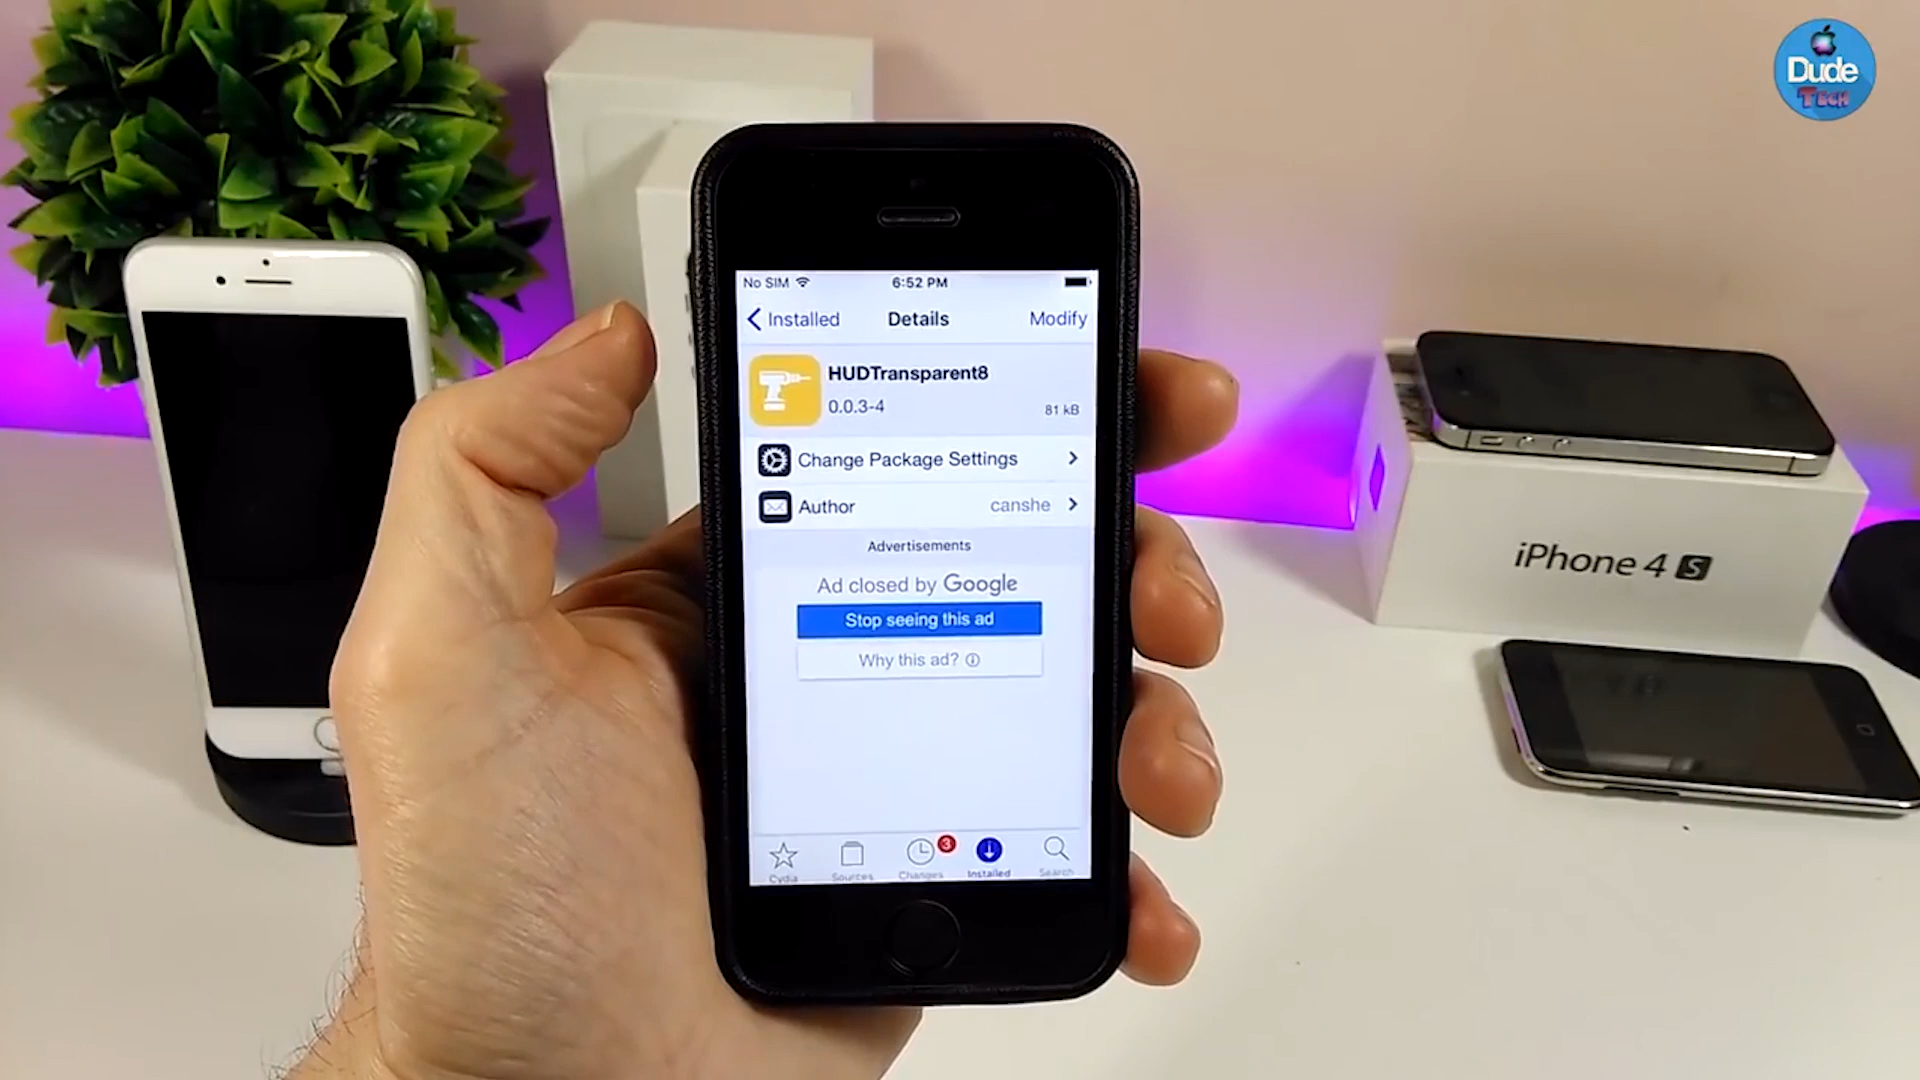 Dude
Tech
No SIM
6:52 PM
Installed
Details
Modify
HUDTransparent8
0.0.3-4
81 kB
Change Package Settings
Author
canshe
Advertisements
Ad closed by Google
Stop seeing this ad
Why this ad?
Cydia
Sources
Changes
3
Installed
Search
iPhone 4 S